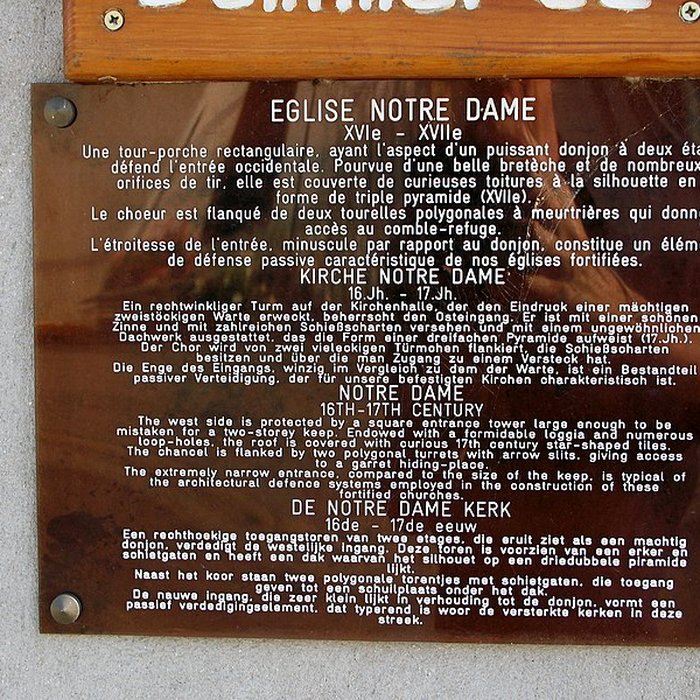 EGLISE NOTRE DAME
XVIe - XVIIe
Une tour-porche rectangulaire, ayant l'aspect d'un puissant donjon à deux éta
défend l'entrée occidentale. Pourvue d'une belle bretèche et de nombreux
orifices de tir, elle est couverte de curieuses toitures à la silhouette en
forme de triple pyramide (XVIIe).
Le choeur est flanqué de deux tourelles polygonales à meurtrières qui donn
accès au comble-refuge.
L'étroitesse de l'entrée, minuscule par rapport au donjon, constitue un élém
de défense passive caractéristique de nos églises fortifiées.
KIRCHE NOTRE DAME
16.Jh. - 17.Jh.
Ein rechtwinkliger Turm auf der Kirchenhalle, der den Eindruck einer mächtigen
zweistöckigen Warte erweckt, beherrscht den Osteingang. Er ist mit einer schönen
Zinne und mit zahlreichen Schießscharten versehen und mit einem ungewöhnlichen
Dachwerk ausgestattet, das die Form einer dreifachen Pyramide aufweist (17.Jh.).
Der Chor wird von zwei vieleckigen Türmchen flankiert, die Schießscharten
besitzen und über die man Zugang zu einem Versteck hat.
Die Enge des Eingangs, winzig im Vergleich zu dem der Warte, ist ein Bestandteil
passiver Verteidigung, der für unsere befestigten Kirchen charakteristisch ist.
NOTRE DAME
16TH-17TH CENTURY
The west side is protected by a square entrance tower large enough to be
mistaken for a two-storey keep. Endowed with a formidable loggia and numerous
loop-holes, the roof is covered with curious 17th century star-shaped tiles.
The chancel is flanked by two polygonal turrets with arrow slits, giving access
to a garret hiding-place.
The extremely narrow entrance, compared to the size of the keep, is typical of
the architectural defence systems employed in the construction of these
fortified churches.
DE NOTRE DAME KERK
16de - 17de eeuw
Een rechthoekige toegangstoren van twee etages, die eruit ziet als een machtig
donjon, verdedigt de westelijke ingang. Deze toren is voorzien van een erker en
schietgaten en heeft een dak waarvan het silhouet op een driedubbele piramide
lijkt.
Naast het koor staan twee polygonale torentjes met schietgaten, die toegang
geven tot een schuilplaats onder het dak.
De nauwe ingang, die zeer klein lijkt in verhouding tot de donjon, vormt een
passief verdedigingselement, dat typerend is woor de versterkte kerken in deze
streek.